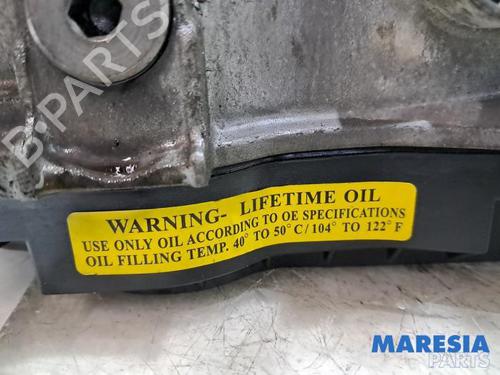 B-PARTS
WARNING- LIFETIME OIL
USE ONLY OIL ACCORDING TO OE SPECIFICATIONS
OIL FILLING TEMP. 40° TO 50° C/104° TO 122° F
MARESIA
PARTS